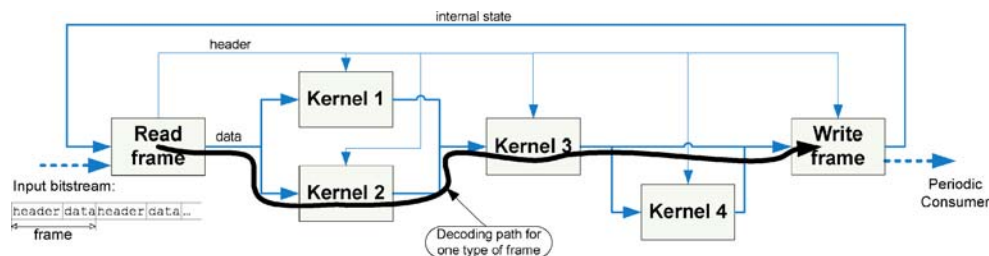 internal state
header
Kernel 1
Read
frame
data
Kernel 2
Kernel 3
Kernel 4
Write
frame
Input bitstream:
header data header data...
frame
Decoding path for
one type of frame
Periodic
Consumer